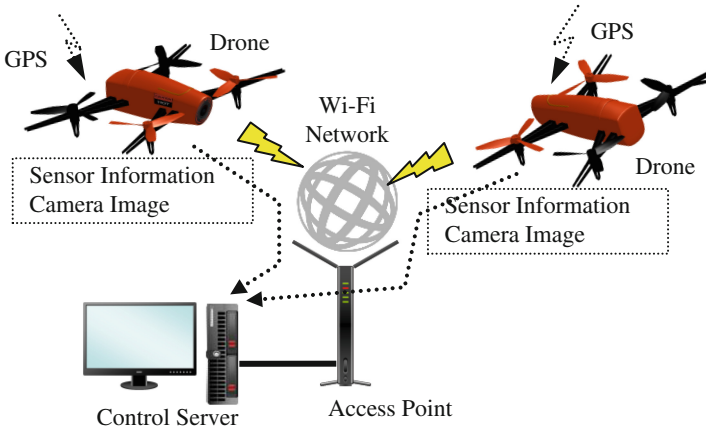 GPS
Drone
GPS
Wi-Fi
Network
Drone
Sensor Information
Camera Image
Sensor Information
Camera Image
Control Server
Access Point